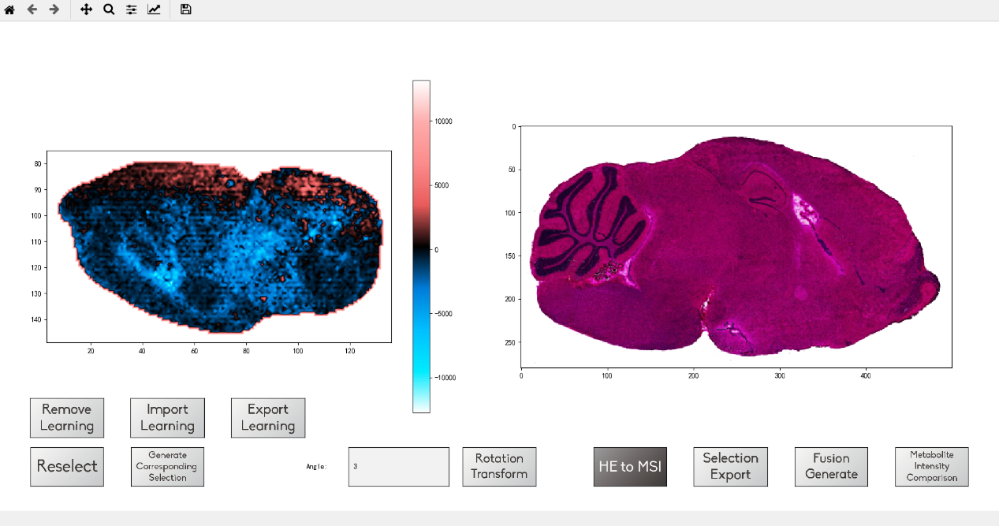 10000
5000
0
−5000
−10000
80
90
100
110
120
130
140
20
40
60
80
100
120
0
50
100
150
200
250
0
100
200
300
400
Remove
Learning
Import
Learning
Export
Learning
Reselect
Generate
Corresponding
Selection
Angle:
3
Rotation
Transform
HE to MSI
Selection
Export
Fusion
Generate
Metabolite
Intensity
Comparison